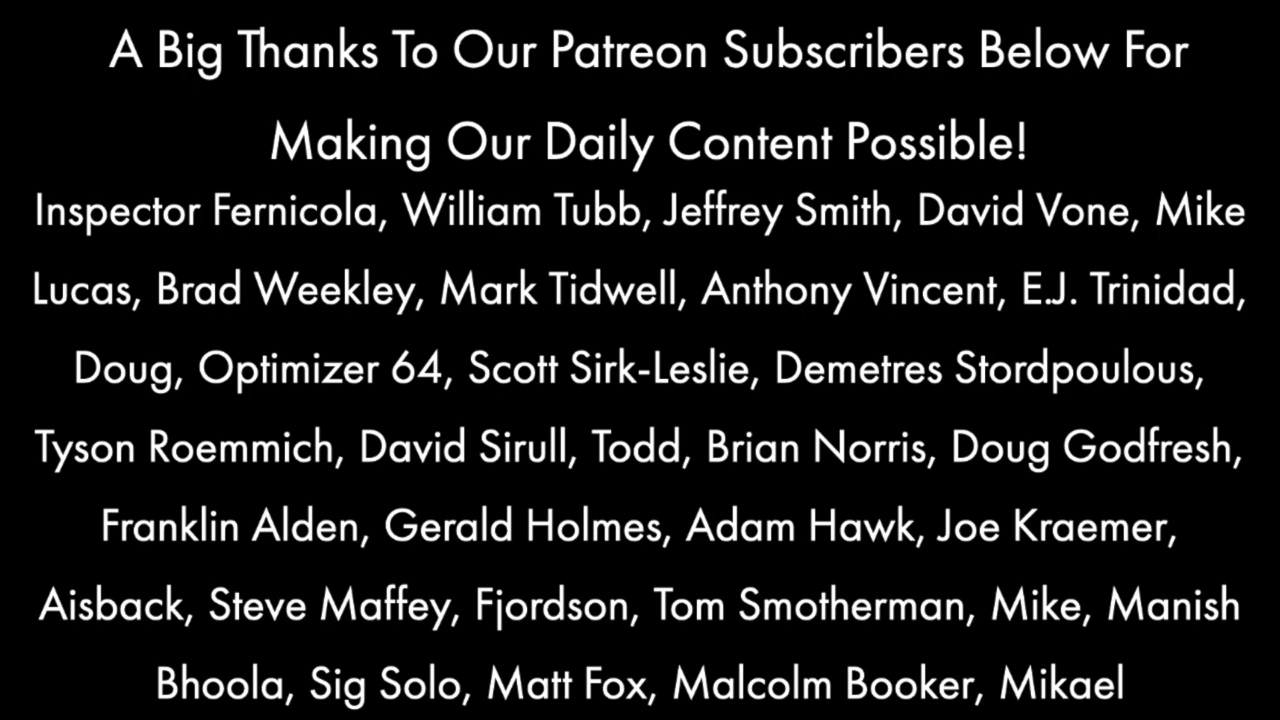 A Big Thanks To Our Patreon Subscribers Below For
Making Our Daily Content Possible!
Inspector Fernicola, William Tubb, Jeffrey Smith, David Vone, Mike
Lucas, Brad Weekley, Mark Tidwell, Anthony Vincent, E.J. Trinidad,
Doug, Optimizer 64, Scott Sirk-Leslie, Demetres Stordpoulous,
Tyson Roemmich, David Sirull, Todd, Brian Norris, Doug Godfresh,
Franklin Alden, Gerald Holmes, Adam Hawk, Joe Kraemer,
Aisback, Steve Maffey, Fjordson, Tom Smotherman, Mike, Manish
Bhoola, Sig Solo, Matt Fox, Malcolm Booker, Mikael